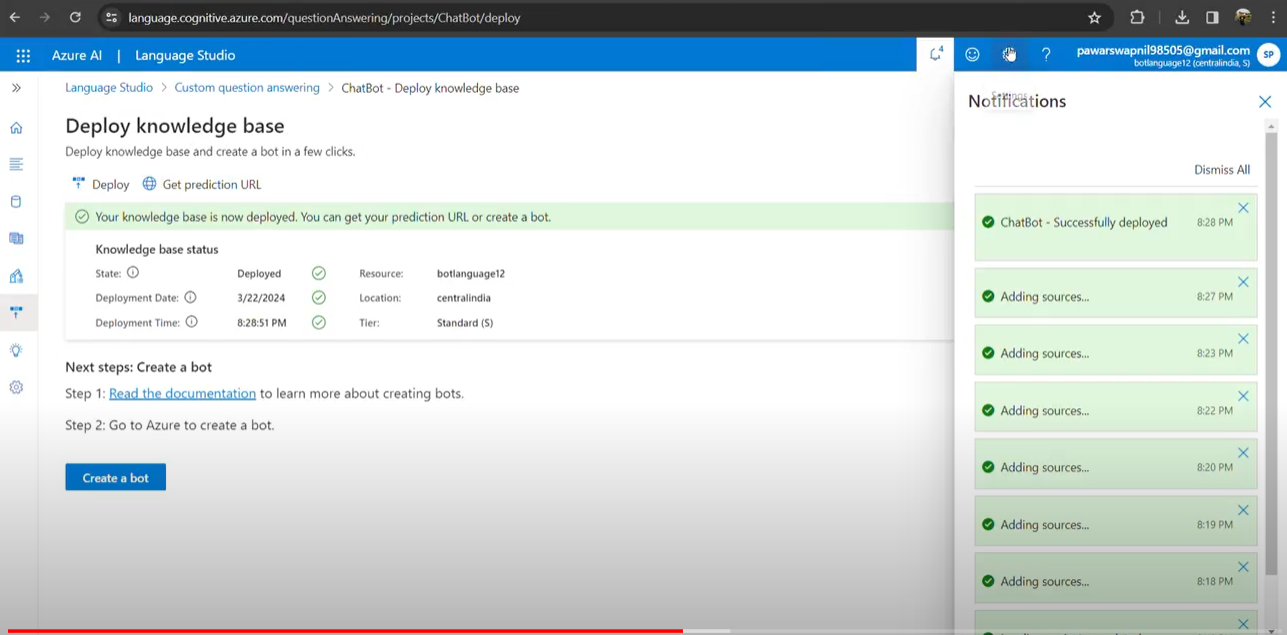 language.cognitive.azure.com/questionAnswering/projects/ChatBot/deploy
Azure AI | Language Studio
4
pawarswapnil98505@gmail.com
botlanguage12 (centralindia, S)
SP
Language Studio > Custom question answering > ChatBot - Deploy knowledge base
Deploy knowledge base
Deploy knowledge base and create a bot in a few clicks.
Deploy Get prediction URL
Your knowledge base is now deployed. You can get your prediction URL or create a bot.
Knowledge base status
State: Deployed Resource: botlanguage12
Deployment Date: 3/22/2024 Location: centralindia
Deployment Time: 8:28:51 PM Tier: Standard (S)
Next steps: Create a bot
Step 1: Read the documentation to learn more about creating bots.
Step 2: Go to Azure to create a bot.
Create a bot
Settings
Notifications
Dismiss All
ChatBot - Successfully deployed 8:28 PM
Adding sources... 8:27 PM
Adding sources... 8:23 PM
Adding sources... 8:22 PM
Adding sources... 8:20 PM
Adding sources... 8:19 PM
Adding sources... 8:18 PM